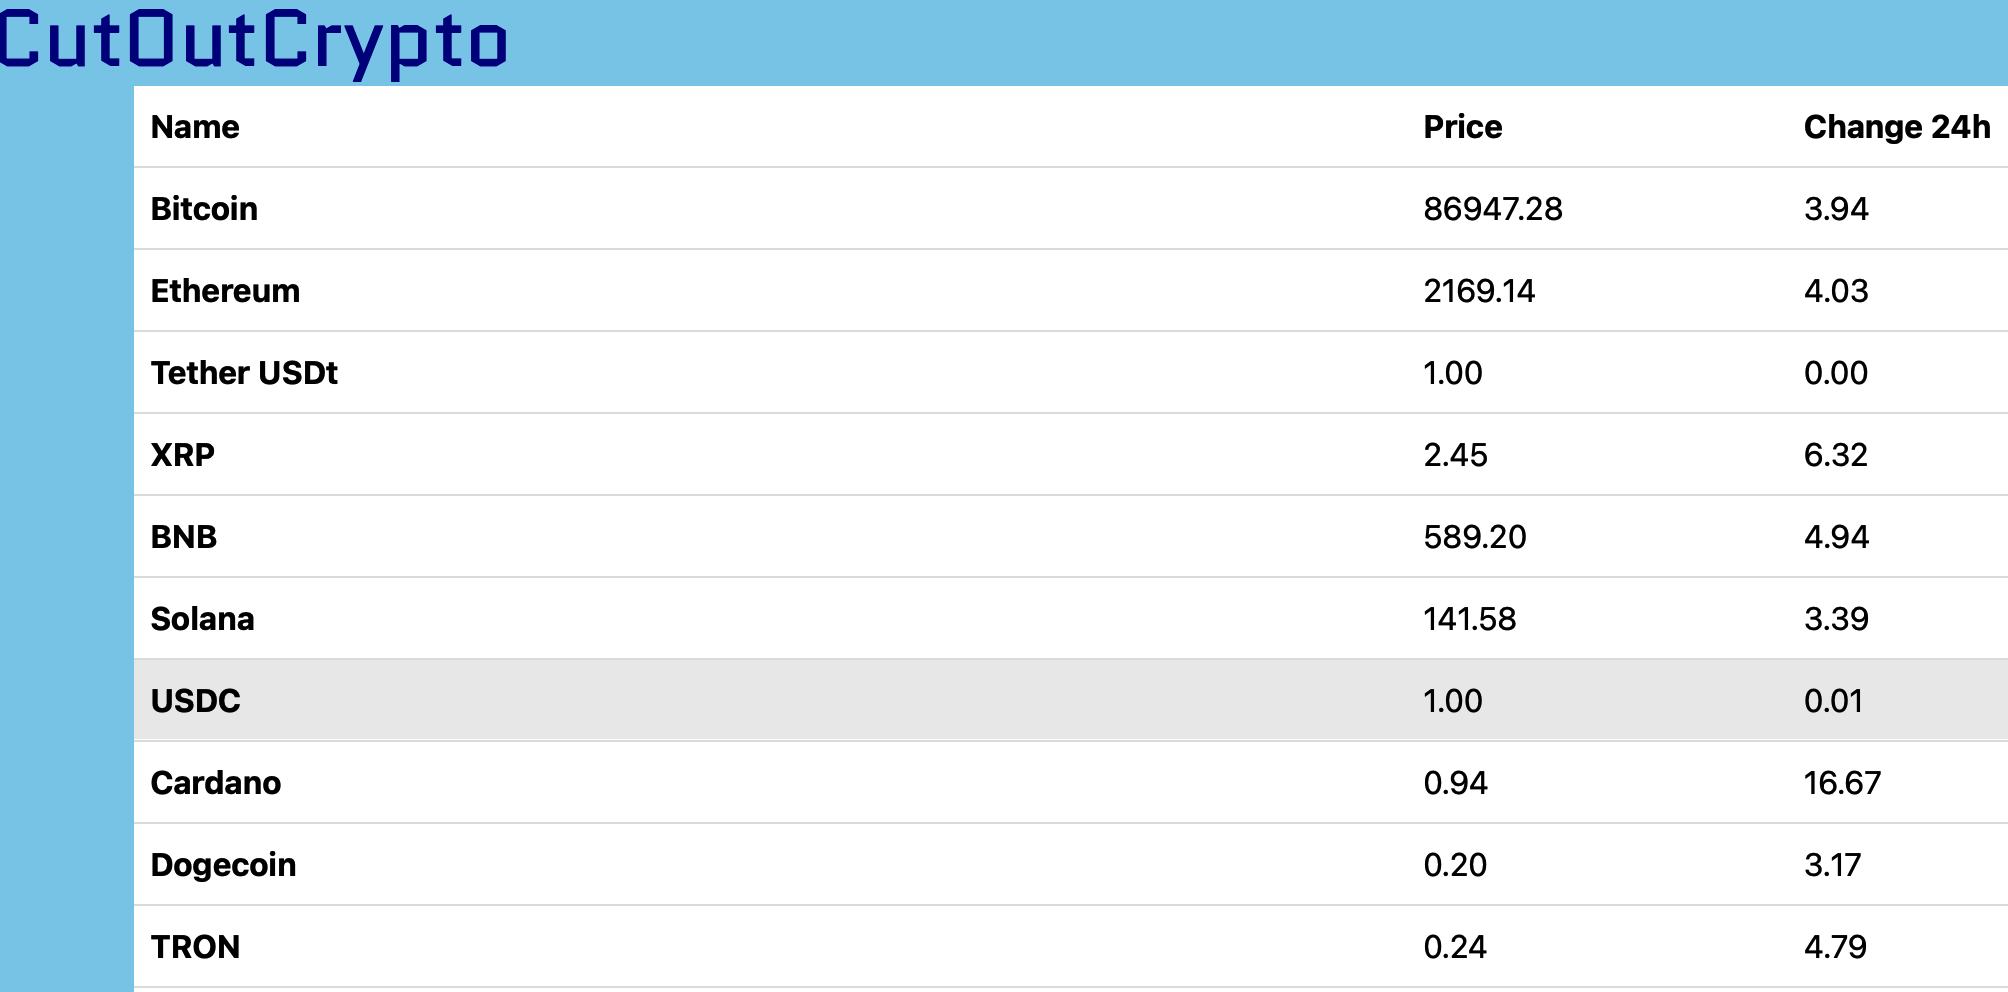 CutOutCrypto
Name Price Change 24h
Bitcoin 86947.28 3.94
Ethereum 2169.14 4.03
Tether USDt 1.00 0.00
XRP 2.45 6.32
BNB 589.20 4.94
Solana 141.58 3.39
USDC 1.00 0.01
Cardano 0.94 16.67
Dogecoin 0.20 3.17
TRON 0.24 4.79